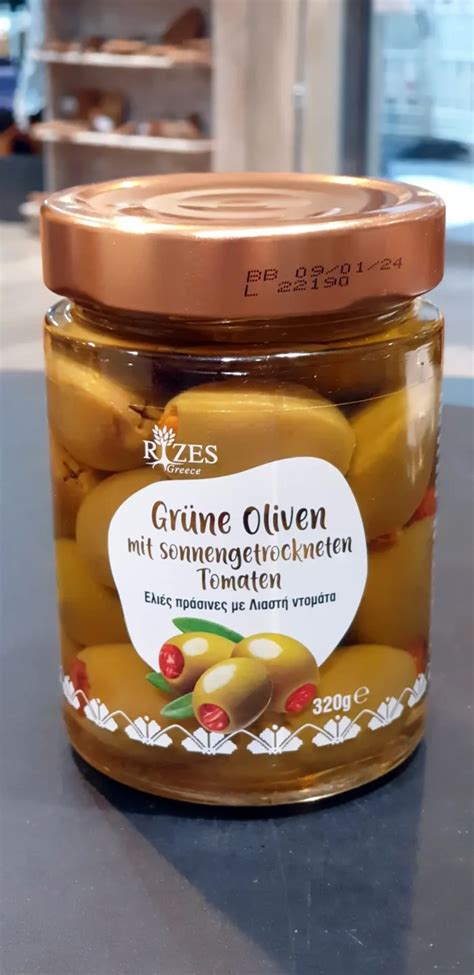 BB 09/01/24
L 22190
RIZES
Greece
Grüne Oliven
mit sonnengetrockneten
Tomaten
Ελιές πράσινες με Λιαστή ντομάτα
320g e